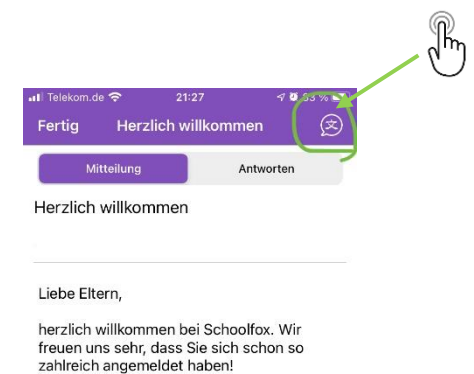 Telekom.de 21:27
Fertig Herzlich willkommen 文
Mitteilung Antworten
Herzlich willkommen
Liebe Eltern,
herzlich willkommen bei Schoolfox. Wir
freuen uns sehr, dass Sie sich schon so
zahlreich angemeldet haben!